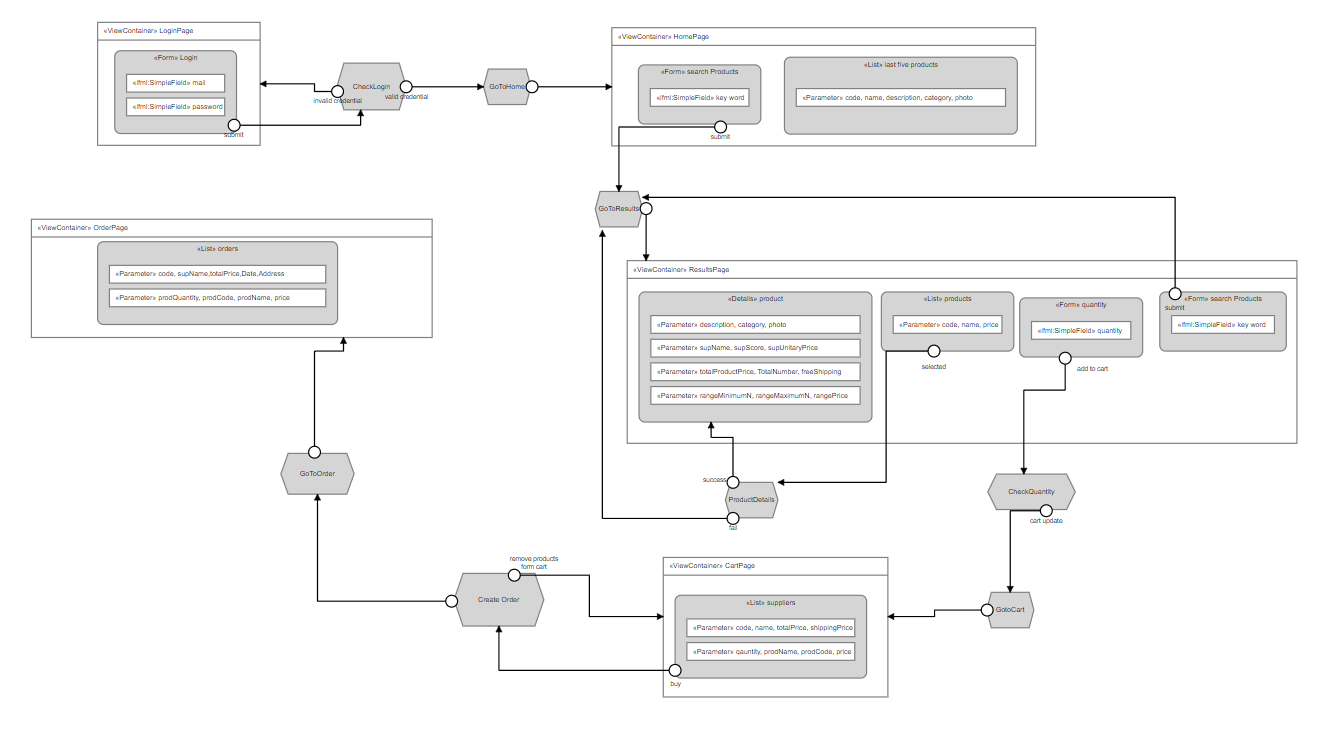 «ViewContainer» LoginPage
«Form» Login
«ifml:SimpleField» mail
«ifml:SimpleField» password
submit
CheckLogin
invalid credential
valid credential
GoToHome
«ViewContainer» HomePage
«Form» search Products
«ifml:SimpleField» key word
submit
«List» last five products
«Parameter» code, name, description, category, photo
GoToResults
«ViewContainer» OrderPage
«List» orders
«Parameter» code, supName,totalPrice,Date,Address
«Parameter» prodQuantity, prodCode, prodName, price
«ViewContainer» ResultsPage
«Details» product
«Parameter» description, category, photo
«Parameter» supName, supScore, supUnitaryPrice
«Parameter» totalProductPrice, TotalNumber, freeShipping
«Parameter» rangeMinimumN, rangeMaximumN, rangePrice
«List» products
«Parameter» code, name, price
selected
«Form» quantity
«ifml:SimpleField» quantity
add to cart
«Form» search Products
submit
«ifml:SimpleField» key word
GoToOrder
success
ProductDetails
fail
CheckQuantity
cart update
remove products
form cart
Create Order
«ViewContainer» CartPage
«List» suppliers
«Parameter» code, name, totalPrice, shippingPrice
«Parameter» qauntity, prodName, prodCode, price
buy
GotoCart